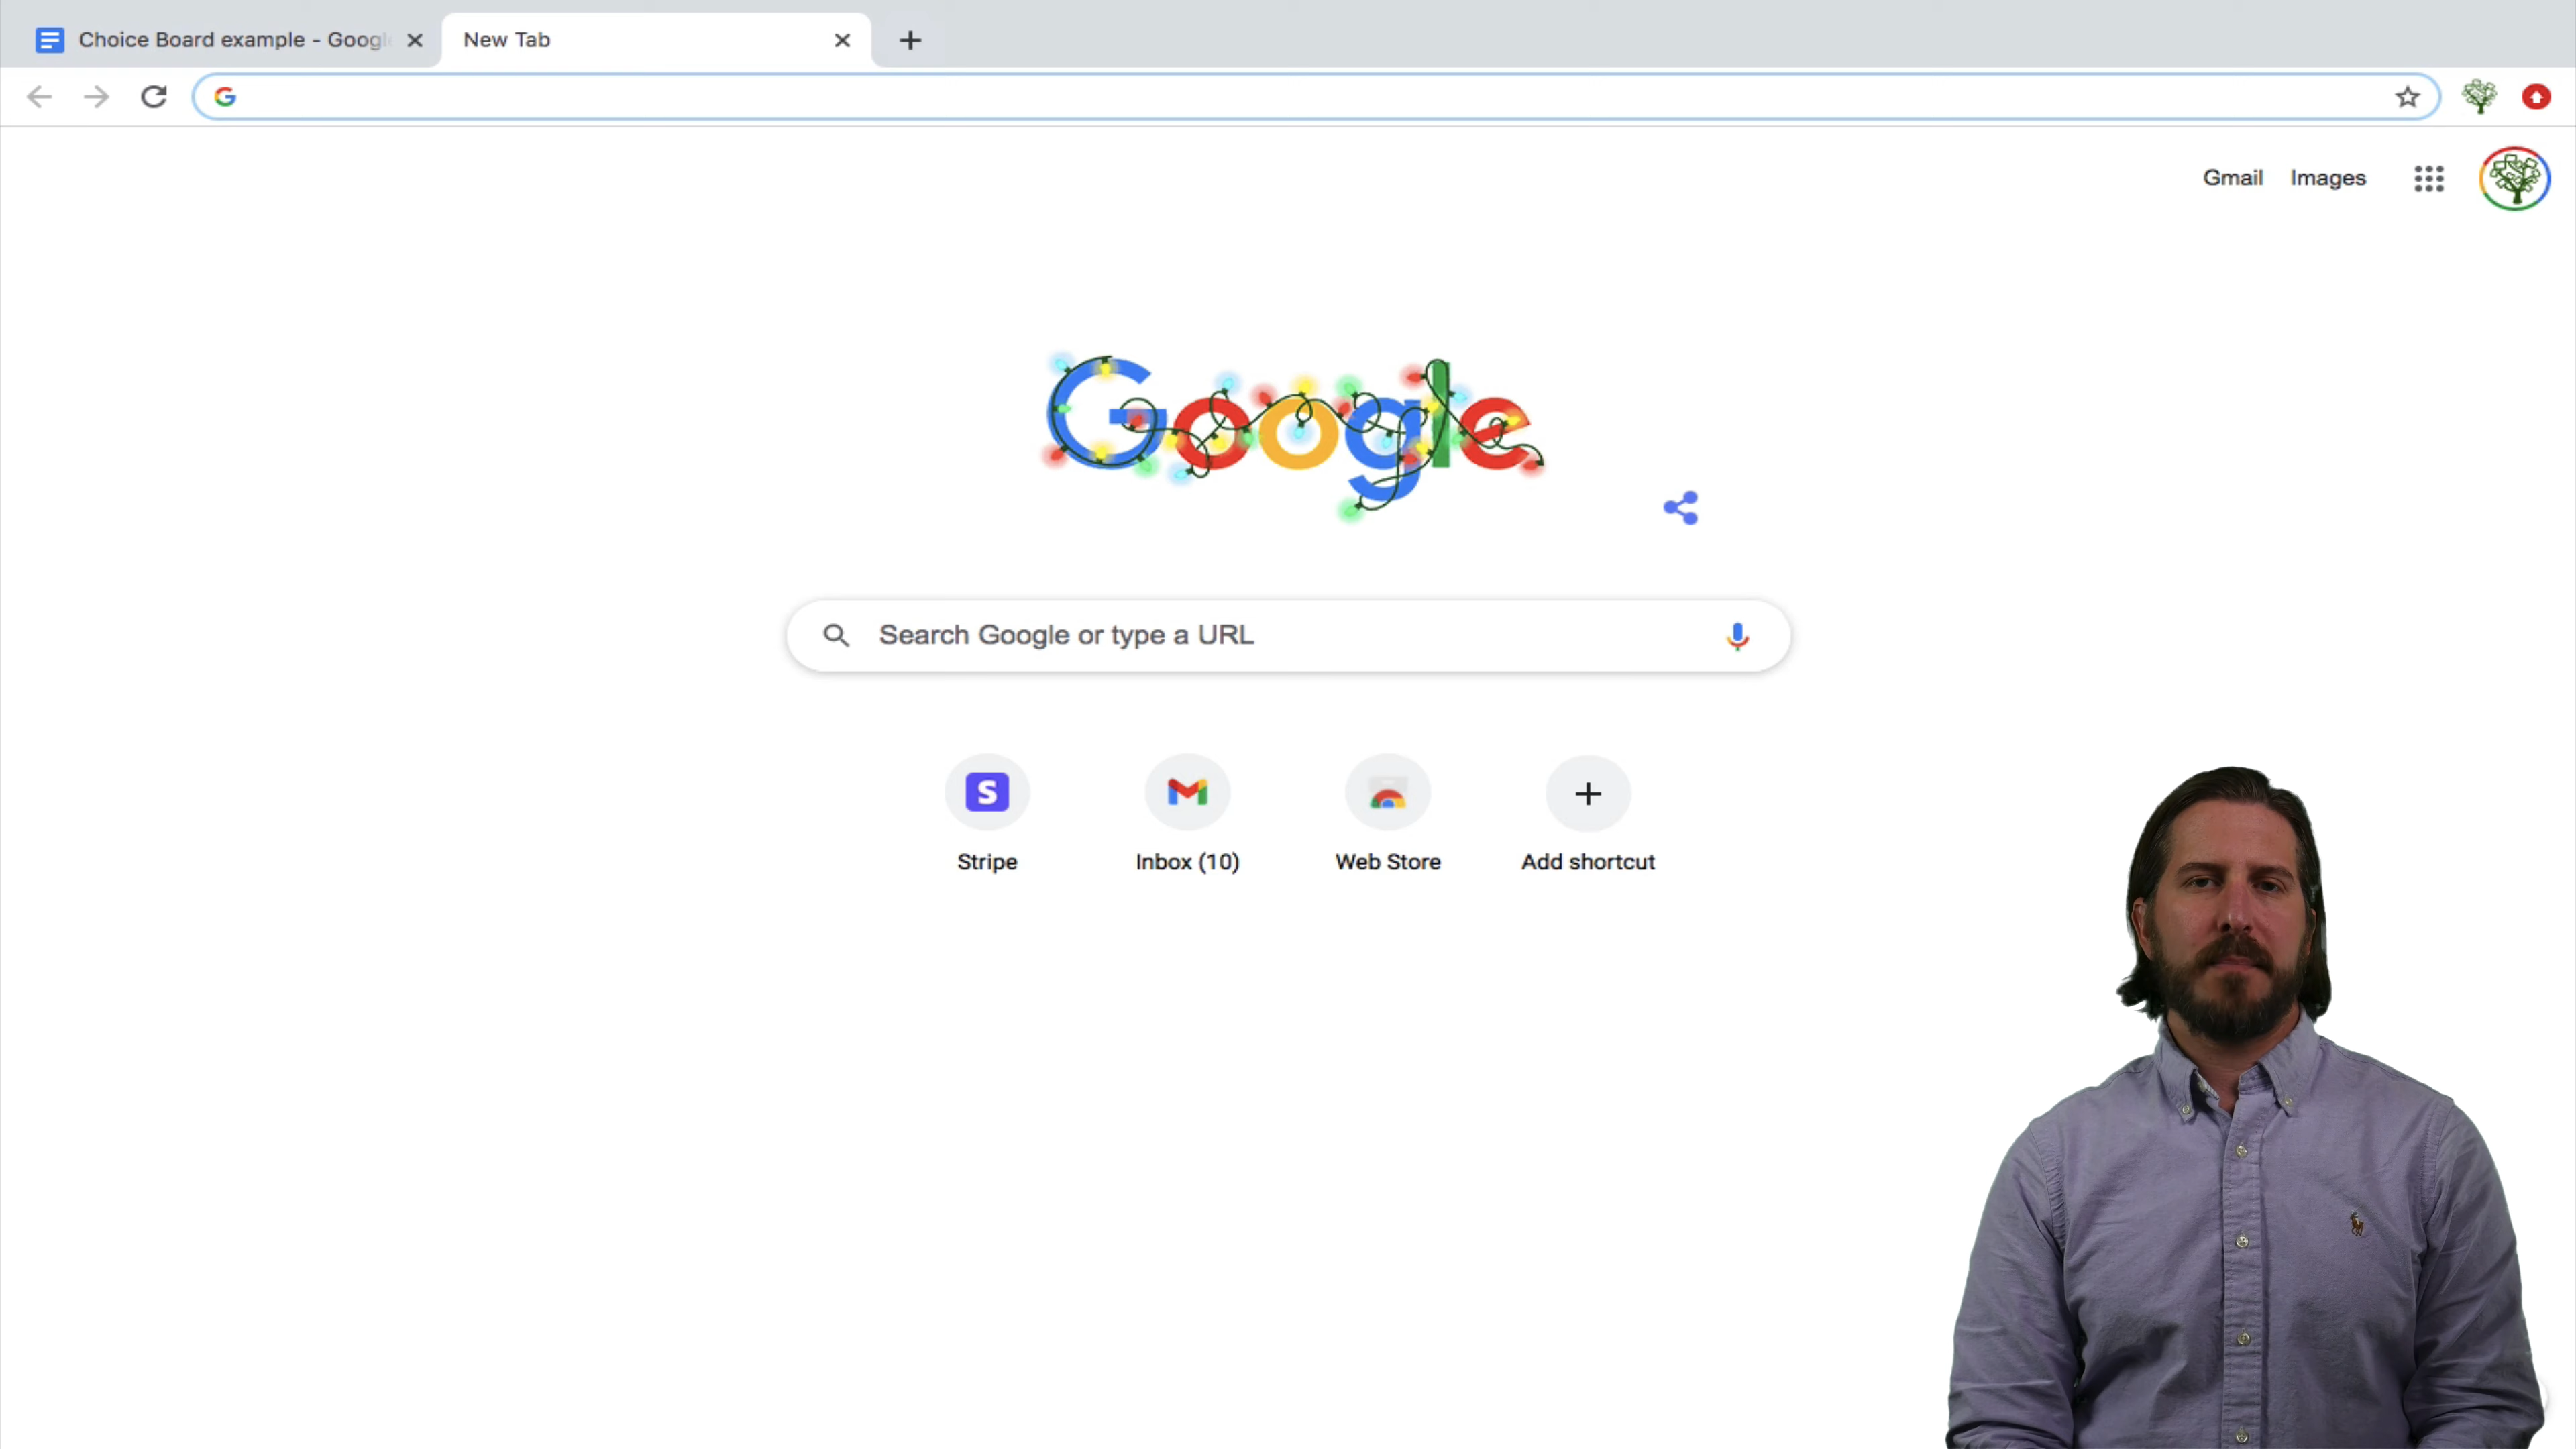 Choice Board example - Googl
New Tab
Gmail Images
Google
Search Google or type a URL
S
Stripe
Inbox (10)
Web Store
Add shortcut